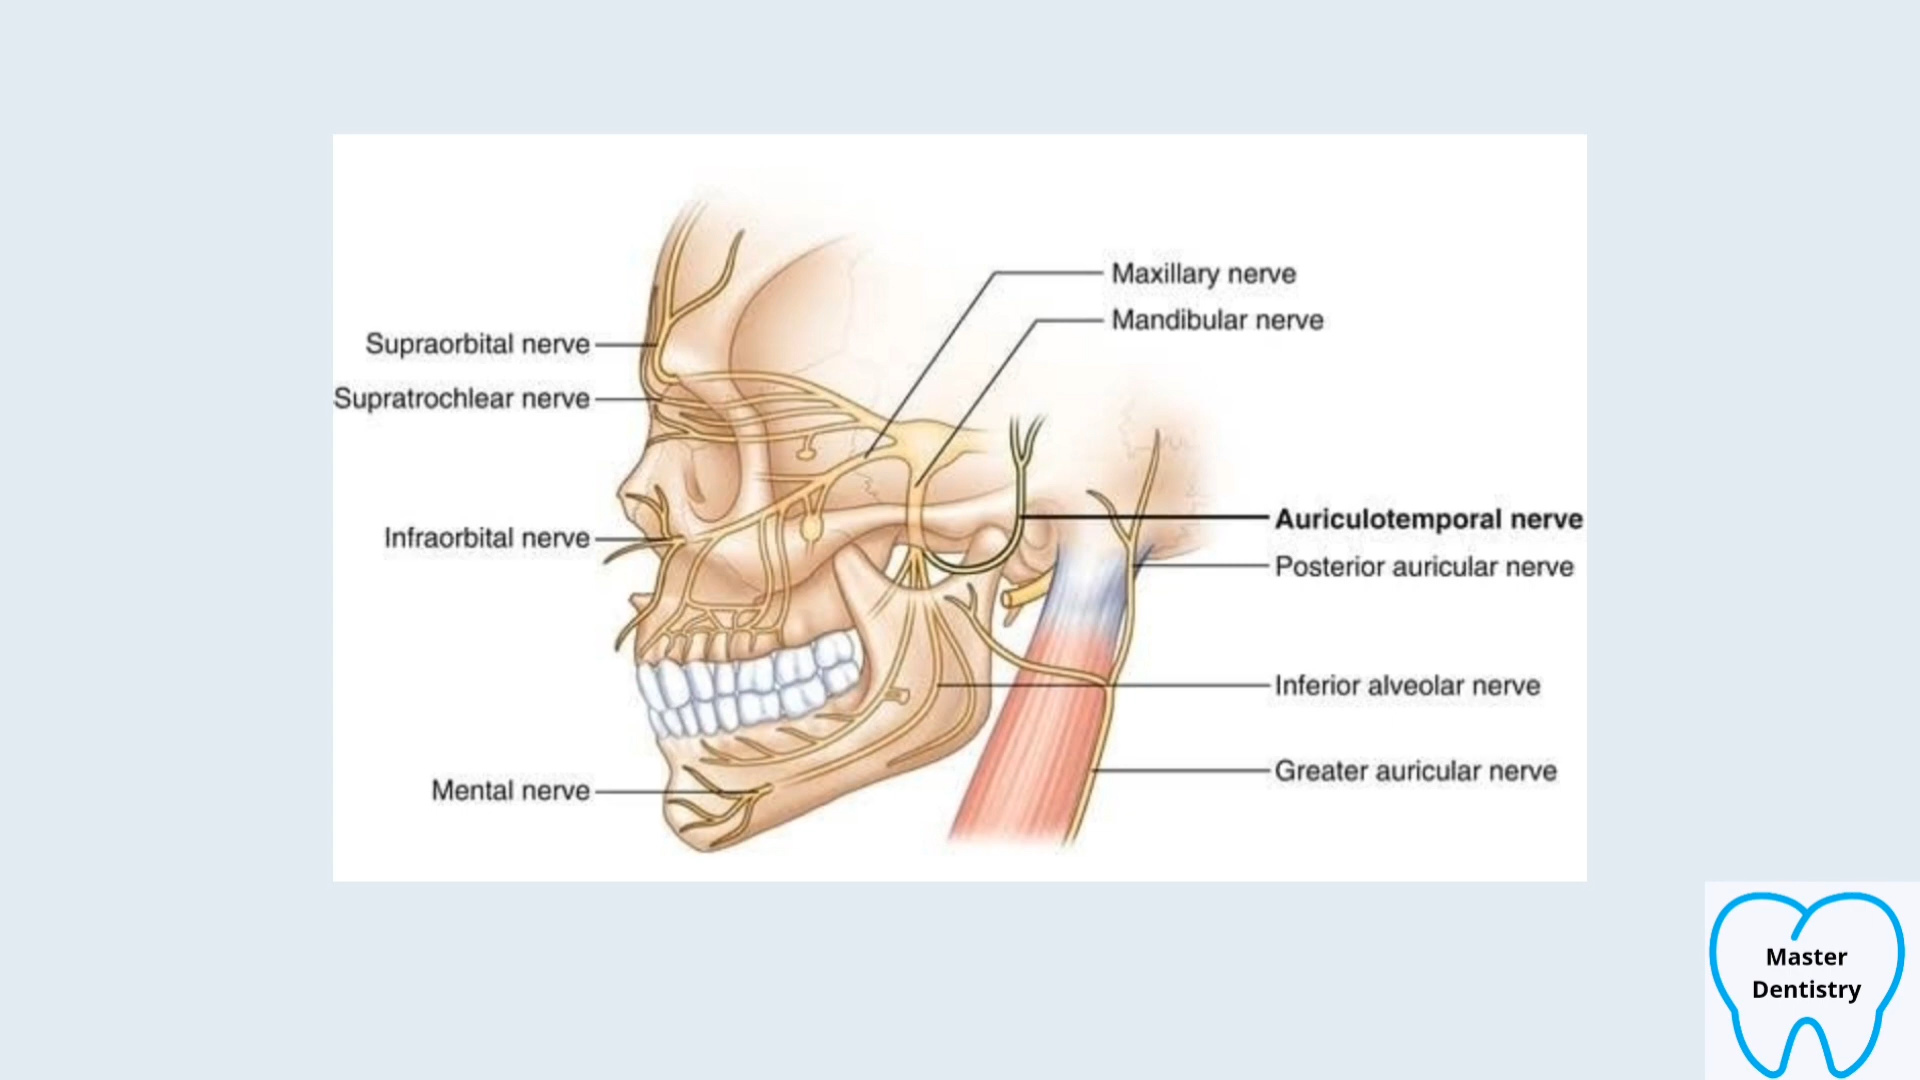 Maxillary nerve
Mandibular nerve
Supraorbital nerve
Supratrochlear nerve
Auriculotemporal nerve
Infraorbital nerve
Posterior auricular nerve
Inferior alveolar nerve
Greater auricular nerve
Mental nerve
Master
Dentistry